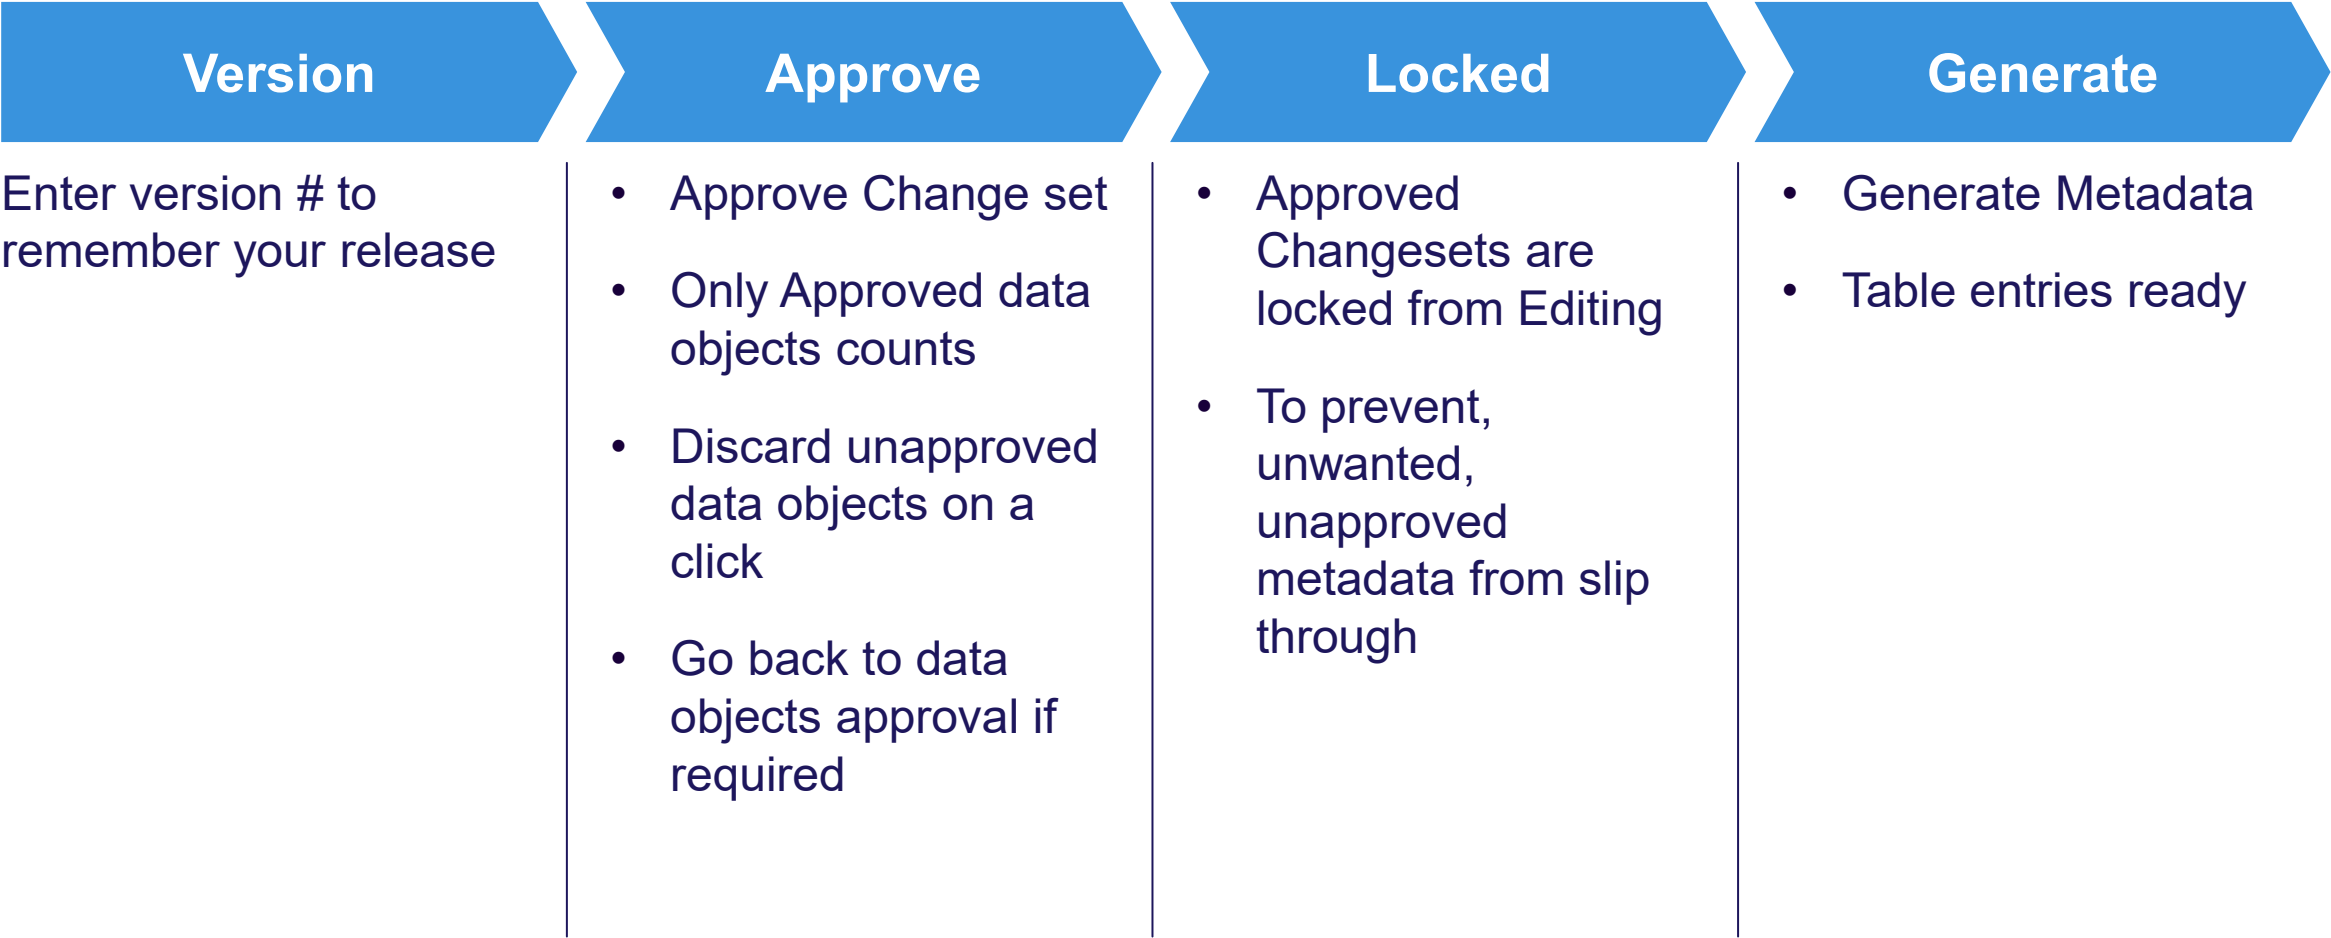 Version
Enter version # to
remember your release
Approve
• Approve Change set
• Only Approved data
objects counts
• Discard unapproved
data objects on a
click
• Go back to data
objects approval if
required
Locked
• Approved
Changesets are
locked from Editing
• To prevent,
unwanted,
unapproved
metadata from slip
through
Generate
• Generate Metadata
• Table entries ready